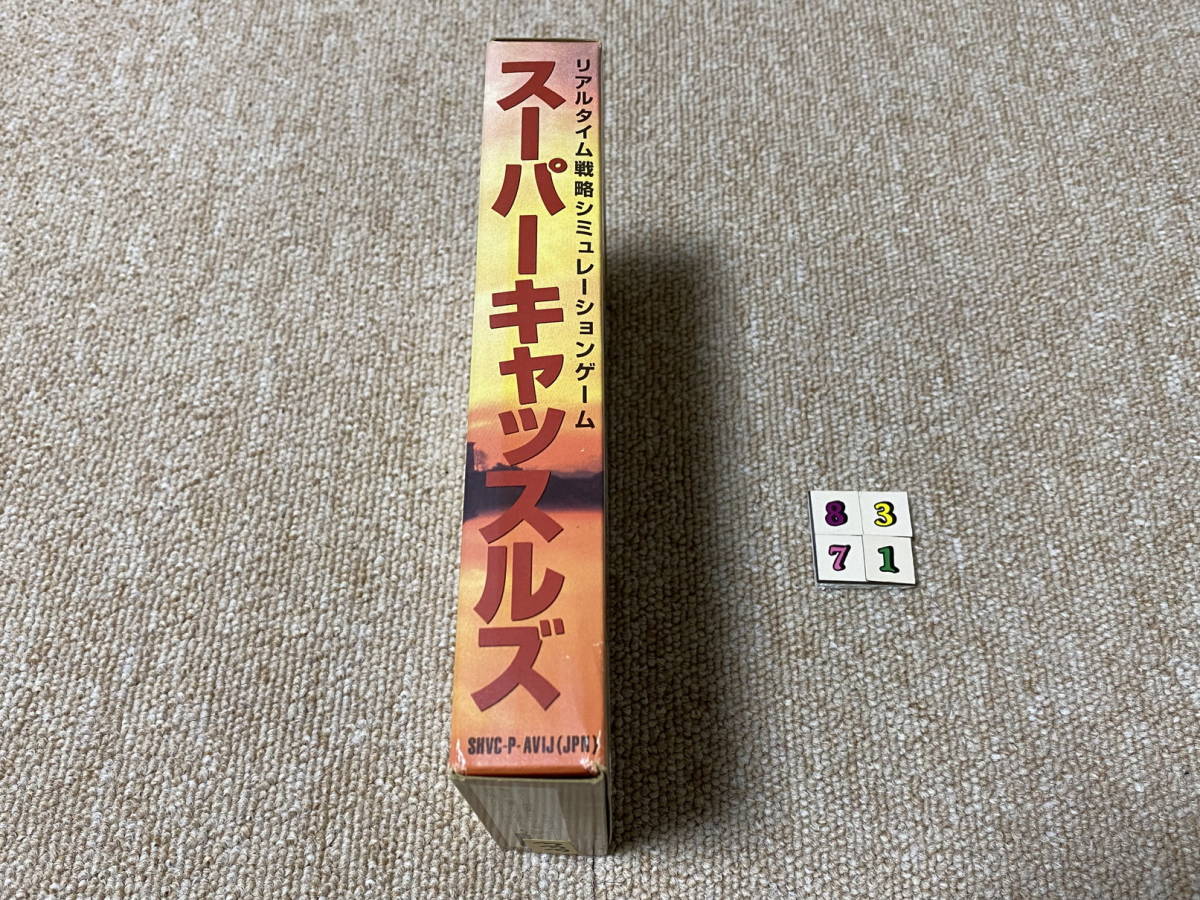 リアルタイム戦略シミュレーションゲーム
スーパーキャッスルズ
SHVC-P-AVIJ(JPN)
8 3
7 1